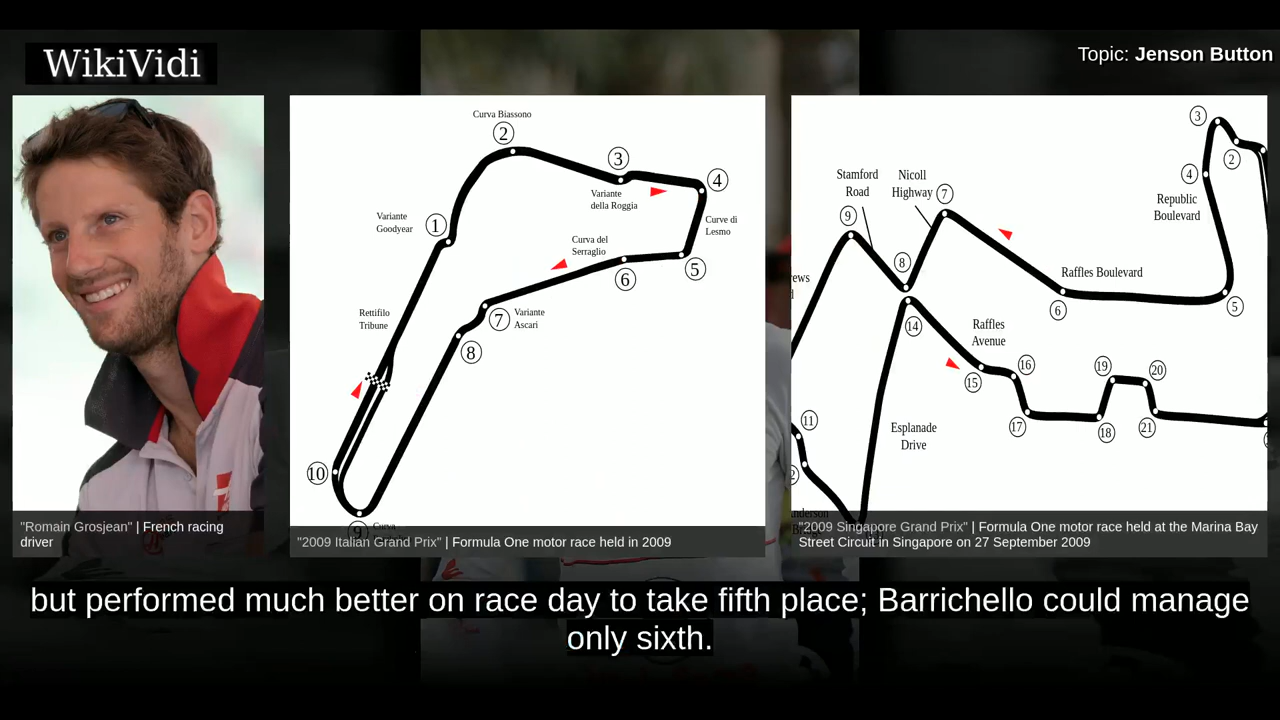 WikiVidi
Topic: Jenson Button
"Romain Grosjean" | French racing
driver
Curva Biassono
2
3
4
Variante
della Roggia
Variante
Goodyear
1
Curve di
Lesmo
Curva del
Serraglio
5
6
Rettifilo
Tribune
7
Variante
Ascari
8
10
9
Curva
"2009 Italian Grand Prix" | Formula One motor race held in 2009
3
2
Stamford
Road
Nicoll
Highway
7
4
Republic
Boulevard
9
8
Raffles Boulevard
6
5
14
Raffles
Avenue
15
16
19
20
17
18
21
11
Esplanade
Drive
"2009 Singapore Grand Prix" | Formula One motor race held at the Marina Bay
Street Circuit in Singapore on 27 September 2009
but performed much better on race day to take fifth place; Barrichello could manage
only sixth.